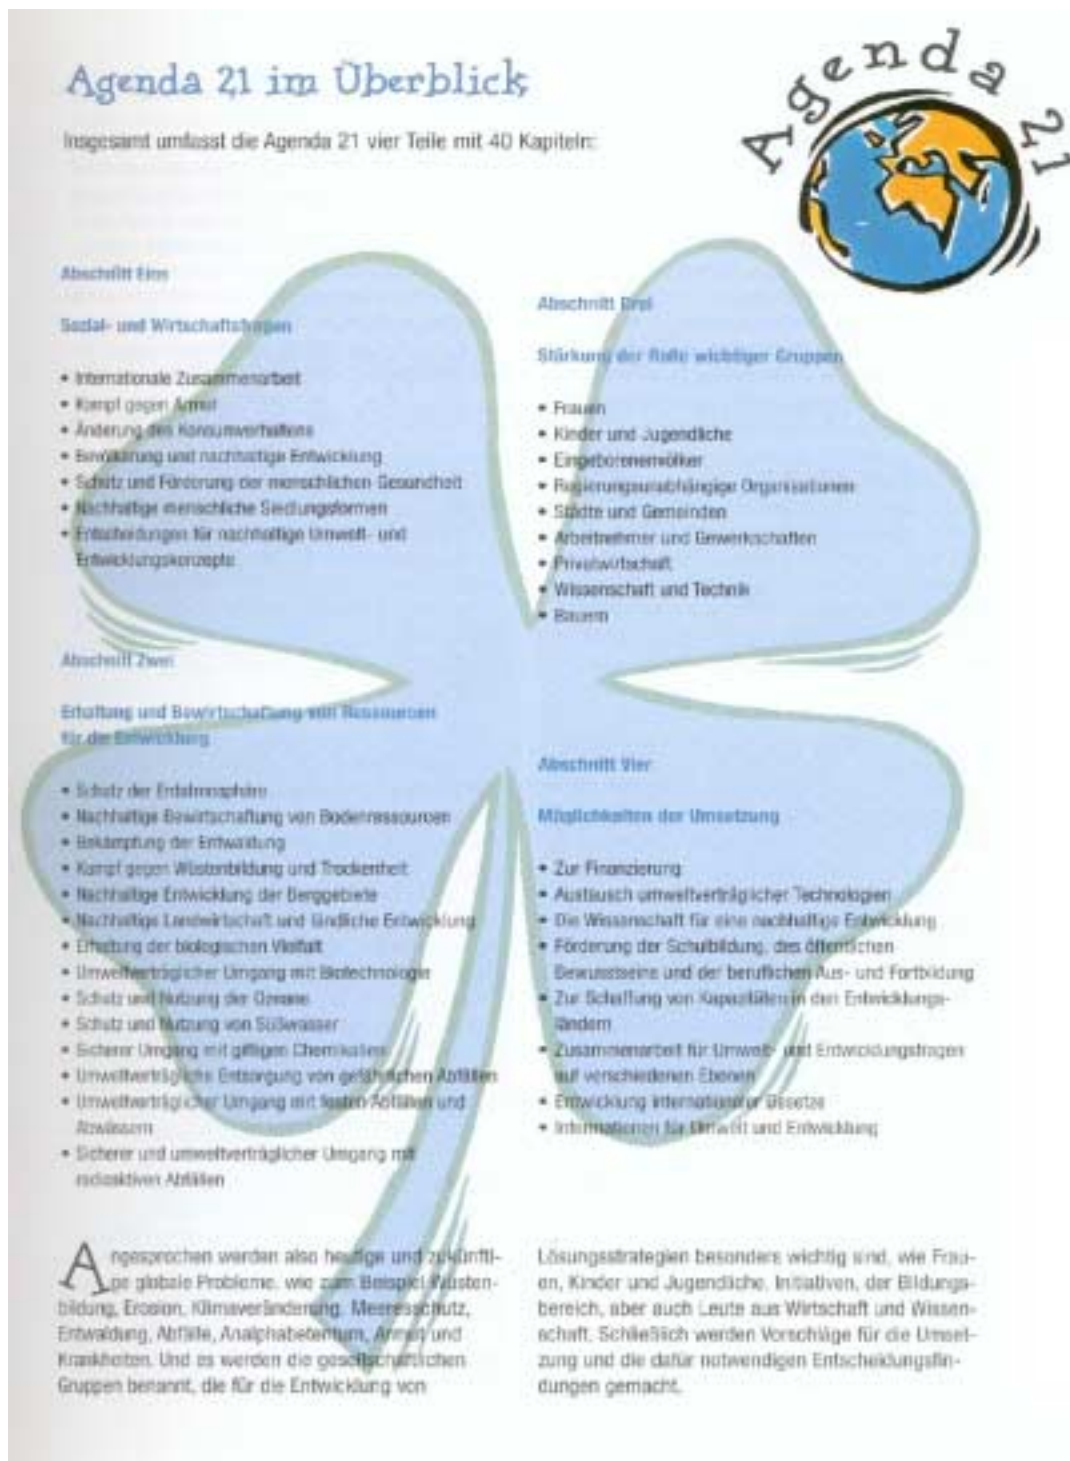 Agenda 21 im Überblick
Agenda 21
Insgesamt umfasst die Agenda 21 vier Teile mit 40 Kapiteln:
Abschnitt Eins
Sozial- und Wirtschaftsfragen
• Internationale Zusammenarbeit
• Kampf gegen Armut
• Änderung des Konsumverhaltens
• Bevölkerung und nachhaltige Entwicklung
• Schutz und Förderung der menschlichen Gesundheit
• Nachhaltige menschliche Siedlungsformen
• Entscheidungen für nachhaltige Umwelt- und
Entwicklungskonzepte
Abschnitt Zwei
Erhaltung und Bewirtschaftung von Ressourcen
für die Entwicklung
• Schutz der Erdatmosphäre
• Nachhaltige Bewirtschaftung von Bodenressourcen
• Bekämpfung der Entwaldung
• Kampf gegen Wüstenbildung und Trockenheit
• Nachhaltige Entwicklung der Berggebiete
• Nachhaltige Landwirtschaft und ländliche Entwicklung
• Erhaltung der biologischen Vielfalt
• Umweltverträglicher Umgang mit Biotechnologie
• Schutz und Nutzung der Ozeane
• Schutz und Nutzung von Süßwasser
• Sicherer Umgang mit giftigen Chemikalien
• Umweltverträgliche Entsorgung von gefährlichen Abfällen
• Umweltverträglicher Umgang mit festen Abfällen und
Abwässern
• Sicherer und umweltverträglicher Umgang mit
radioaktiven Abfällen
Abschnitt Drei
Stärkung der Rolle wichtiger Gruppen
• Frauen
• Kinder und Jugendliche
• Eingeborenenvölker
• Regierungsunabhängige Organisationen
• Städte und Gemeinden
• Arbeitnehmer und Gewerkschaften
• Privatwirtschaft
• Wissenschaft und Technik
• Bauern
Abschnitt Vier
Möglichkeiten der Umsetzung
• Zur Finanzierung
• Austausch umweltverträglicher Technologien
• Die Wissenschaft für eine nachhaltige Entwicklung
• Förderung der Schulbildung, des öffentlichen
Bewusstseins und der beruflichen Aus- und Fortbildung
• Zur Schaffung von Kapazitäten in den Entwicklungs-
ländern
• Zusammenarbeit für Umwelt- und Entwicklungsfragen
auf verschiedenen Ebenen
• Entwicklung internationaler Gesetze
• Informationen für Umwelt und Entwicklung
Angesprochen werden also heutige und zukünfti-
ge globale Probleme, wie zum Beispiel Wüsten-
bildung, Erosion, Klimaveränderung, Meeresschutz,
Entwaldung, Abfälle, Analphabetentum, Armut und
Krankheiten. Und es werden die gesellschaftlichen
Gruppen benannt, die für die Entwicklung von
Lösungsstrategien besonders wichtig sind, wie Frau-
en, Kinder und Jugendliche, Initiativen, der Bildungs-
bereich, aber auch Leute aus Wirtschaft und Wissen-
schaft. Schließlich werden Vorschläge für die Umset-
zung und die dafür notwendigen Entscheidungsfin-
dungen gemacht.